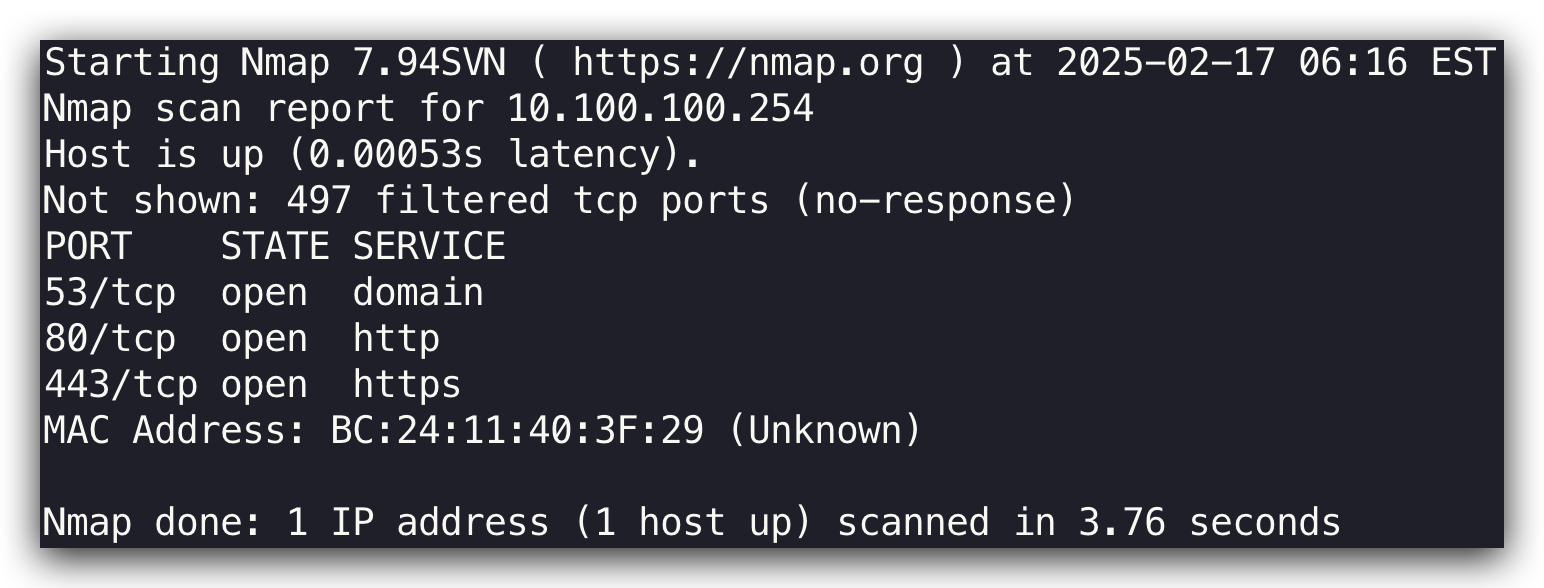 Starting Nmap 7.94SVN ( https://nmap.org ) at 2025-02-17 06:16 EST
Nmap scan report for 10.100.100.254
Host is up (0.00053s latency).
Not shown: 497 filtered tcp ports (no-response)
PORT    STATE SERVICE
53/tcp  open  domain
80/tcp  open  http
443/tcp open  https
MAC Address: BC:24:11:40:3F:29 (Unknown)

Nmap done: 1 IP address (1 host up) scanned in 3.76 seconds